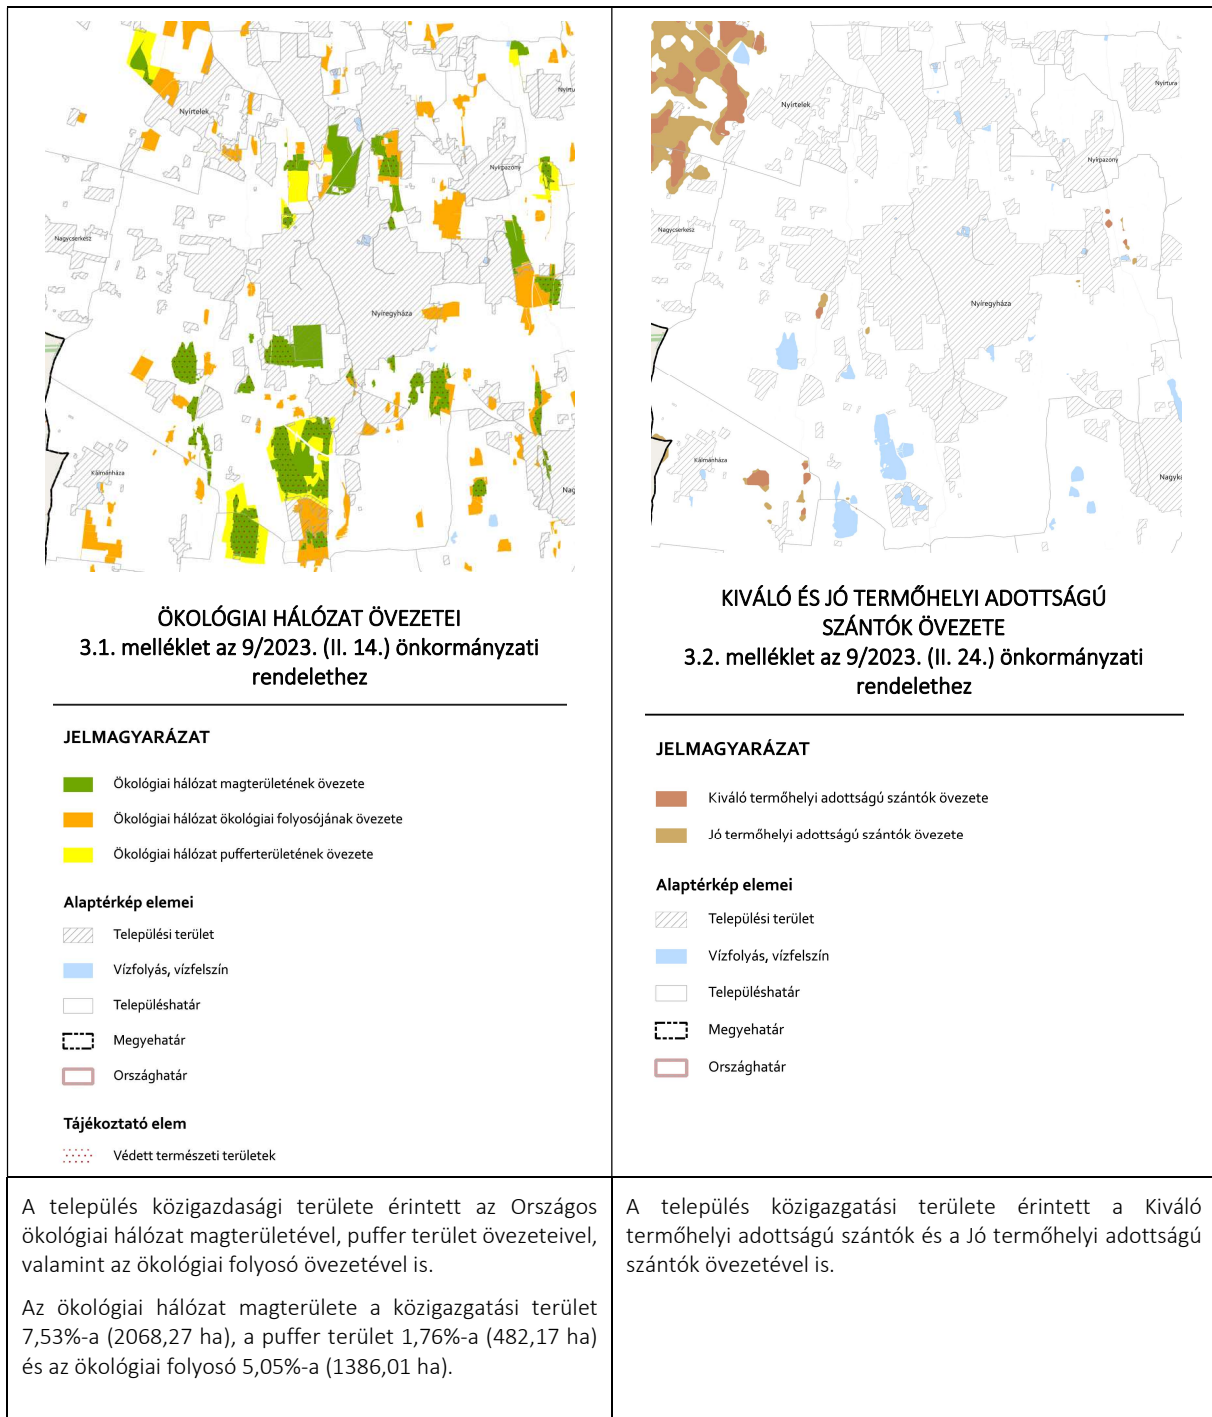 Nyírtelek
Nyírtu
Nyírpazony
Nagycserkesz
Nyíregyháza
Kálmánháza
Nag
ÖKOLÓGIAI HÁLÓZAT ÖVEZETEI
3.1. melléklet az 9/2023. (II. 14.) önkormányzati
rendelethez
JELMAGYARÁZAT
Ökológiai hálózat magterületének övezete
Ökológiai hálózat ökológiai folyosójának övezete
Ökológiai hálózat pufferterületének övezete
Alaptérkép elemei
Települési terület
Vízfolyás, vízfelszín
Településhatár
Megyehatár
Országhatár
Tájékoztató elem
Védett természeti területek
A település közigazdasági területe érintett az Országos
ökológiai hálózat magterületével, puffer terület övezeteivel,
valamint az ökológiai folyosó övezetével is.
Az ökológiai hálózat magterülete a közigazgatási terület
7,53%-a (2068,27 ha), a puffer terület 1,76%-a (482,17 ha)
és az ökológiai folyosó 5,05%-a (1386,01 ha).
Nyírtelek
Nyírtura
Nyírpazony
Nagycserkesz
Nyíregyháza
Kálmánháza
Nagyká
KIVÁLÓ ÉS JÓ TERMŐHELYI ADOTTSÁGÚ
SZÁNTÓK ÖVEZETE
3.2. melléklet az 9/2023. (II. 24.) önkormányzati
rendelethez
JELMAGYARÁZAT
Kiváló termőhelyi adottságú szántók övezete
Jó termőhelyi adottságú szántók övezete
Alaptérkép elemei
Települési terület
Vízfolyás, vízfelszín
Településhatár
Megyehatár
Országhatár
A település közigazgatási területe érintett a Kiváló
termőhelyi adottságú szántók és a Jó termőhelyi adottságú
szántók övezetével is.